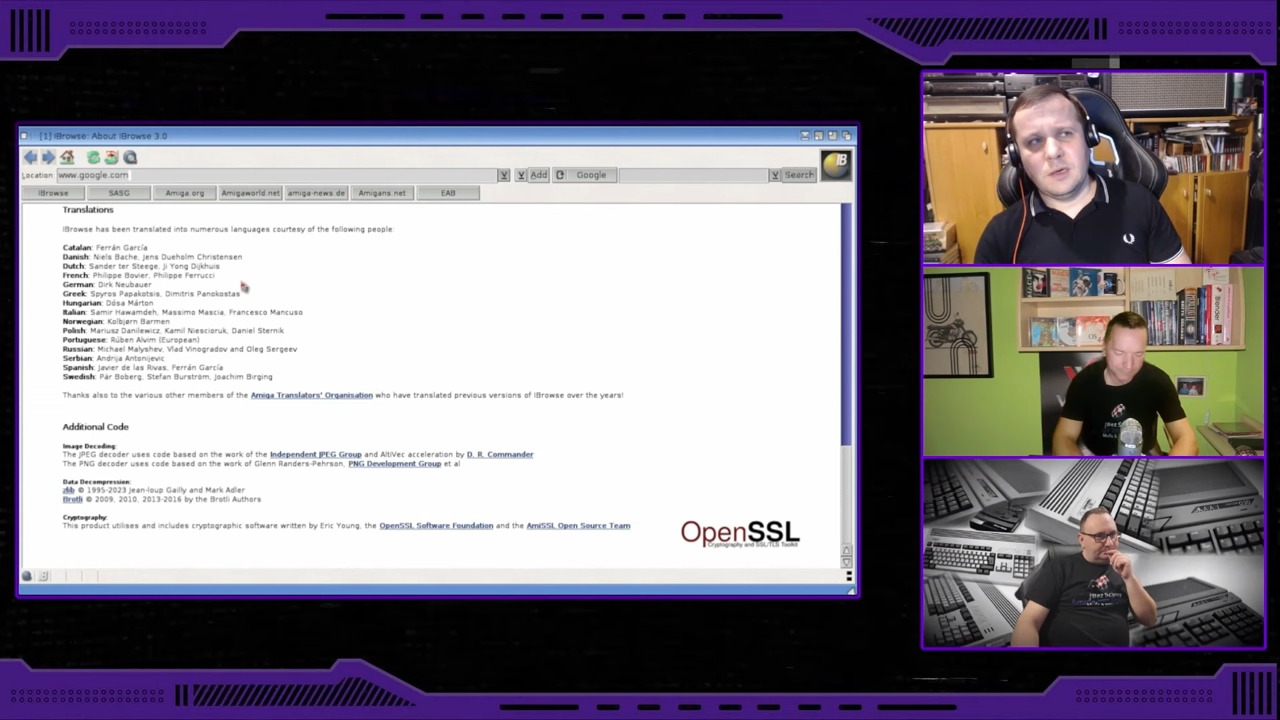 [1] IBrowse: About IBrowse 3.0
Location: www.google.com
Add
Google
Search
IBrowse
SASG
Amiga.org
Amigaworld.net
amiga-news.de
Amigans.net
EAB
Translations
IBrowse has been translated into numerous languages courtesy of the following people:
Catalan: Ferrán García
Danish: Niels Bache, Jens Dueholm Christensen
Dutch: Sander ter Steege, Ji Yong Dijkhuis
French: Philippe Bovier, Philippe Ferrucci
German: Dirk Neubauer
Greek: Spyros Papakotsis, Dimitris Panokostas
Hungarian: Dósa Márton
Italian: Samir Hawamdeh, Massimo Mascia, Francesco Mancuso
Norwegian: Kolbjørn Barmen
Polish: Mariusz Danilewicz, Kamil Niescioruk, Daniel Sternik
Portuguese: Rúben Alvim (European)
Russian: Michael Malyshev, Vlad Vinogradov and Oleg Sergeev
Serbian: Andrija Antonijevic
Spanish: Javier de las Rivas, Ferrán García
Swedish: Pär Boberg, Stefan Burström, Joachim Birging
Thanks also to the various other members of the Amiga Translators' Organisation who have translated previous versions of IBrowse over the years!
Additional Code
Image Decoding:
The JPEG decoder uses code based on the work of the Independent JPEG Group and AltiVec acceleration by D. R. Commander
The PNG decoder uses code based on the work of Glenn Randers-Pehrson, PNG Development Group et al
Data Decompression:
zlib © 1995-2023 Jean-loup Gailly and Mark Adler
Brotli © 2009, 2010, 2013-2016 by the Brotli Authors
Cryptography:
This product utilises and includes cryptographic software written by Eric Young, the OpenSSL Software Foundation and the AmiSSL Open Source Team
OpenSSL
Cryptography and SSL/TLS Toolkit
Blender